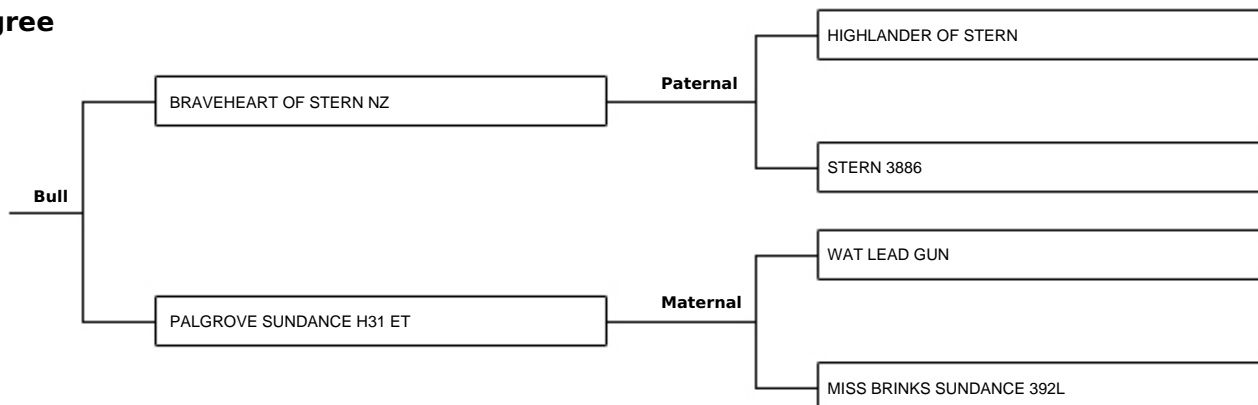 gree
HIGHLANDER OF STERN
Paternal
BRAVEHEART OF STERN NZ
STERN 3886
Bull
WAT LEAD GUN
Maternal
PALGROVE SUNDANCE H31 ET
MISS BRINKS SUNDANCE 392L